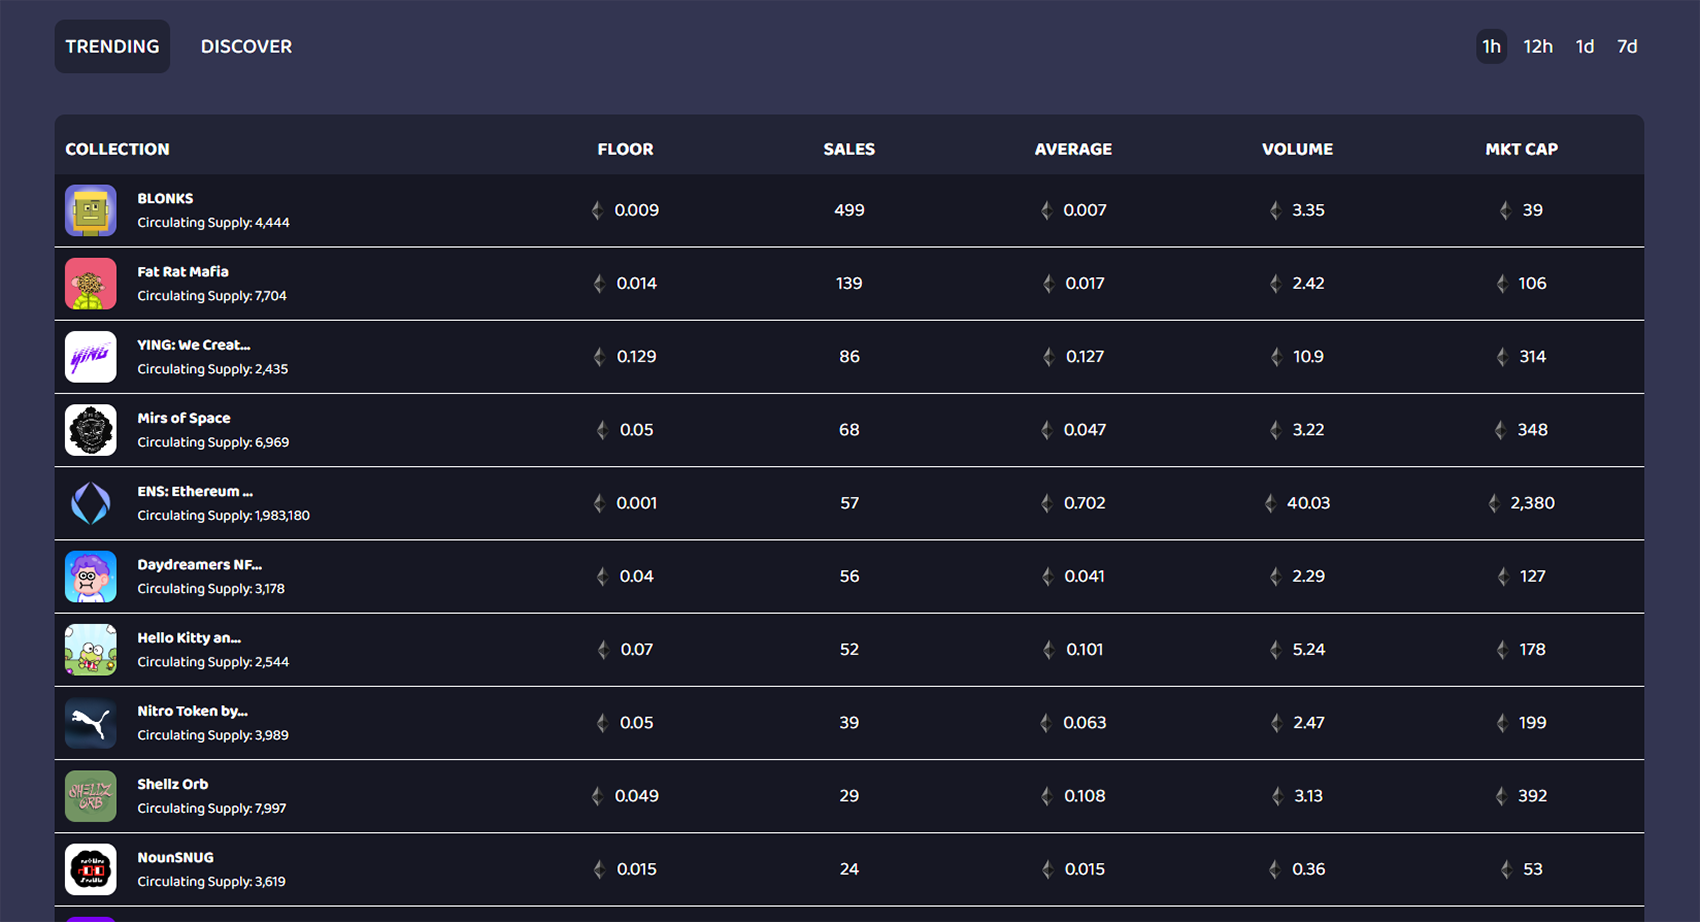 TRENDING DISCOVER 1h 12h 1d 7d
COLLECTION FLOOR SALES AVERAGE VOLUME MKT CAP
BLONKS
Circulating Supply: 4,444
0.009 499 0.007 3.35 39
Fat Rat Mafia
Circulating Supply: 7,704
0.014 139 0.017 2.42 106
YING
YING: We Creat...
Circulating Supply: 2,435
0.129 86 0.127 10.9 314
Mirs of Space
Circulating Supply: 6,969
0.05 68 0.047 3.22 348
ENS: Ethereum ...
Circulating Supply: 1,983,180
0.001 57 0.702 40.03 2,380
Daydreamers NF...
Circulating Supply: 3,178
0.04 56 0.041 2.29 127
Hello Kitty an...
Circulating Supply: 2,544
0.07 52 0.101 5.24 178
Nitro Token by...
Circulating Supply: 3,989
0.05 39 0.063 2.47 199
SHELLZ
ORB
Shellz Orb
Circulating Supply: 7,997
0.049 29 0.108 3.13 392
NounSNUG
Circulating Supply: 3,619
0.015 24 0.015 0.36 53